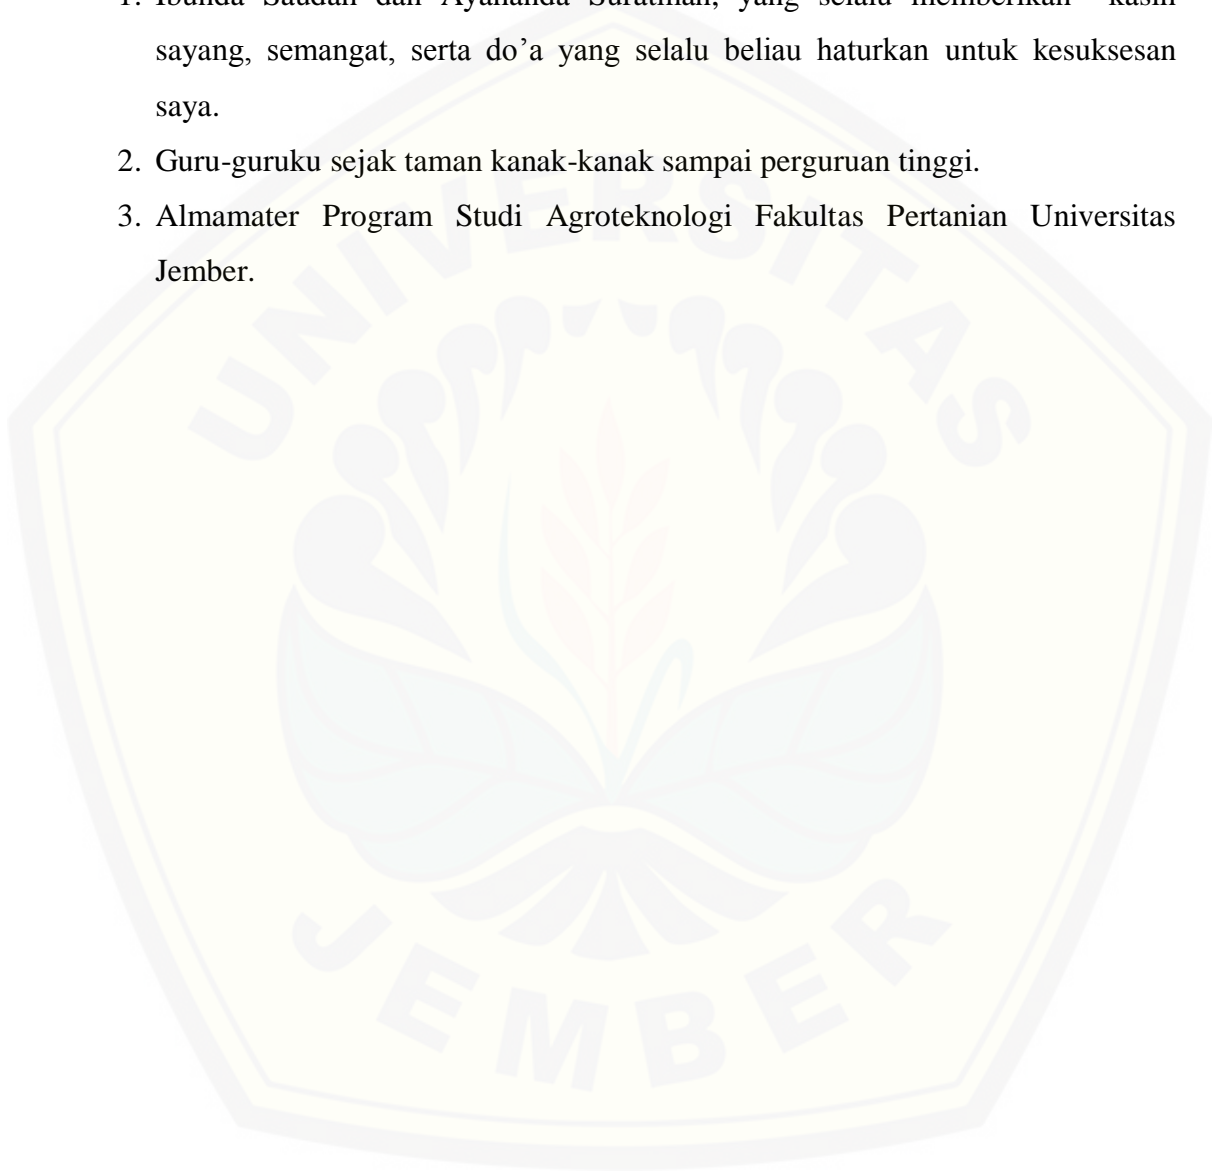 1. Ibunda Saudah dan Ayahanda Suratman, yang selalu memberikan kasih
sayang, semangat, serta do’a yang selalu beliau haturkan untuk kesuksesan
saya.
2. Guru-guruku sejak taman kanak-kanak sampai perguruan tinggi.
3. Almamater Program Studi Agroteknologi Fakultas Pertanian Universitas
Jember.
UNIVERSITAS
JEMBER